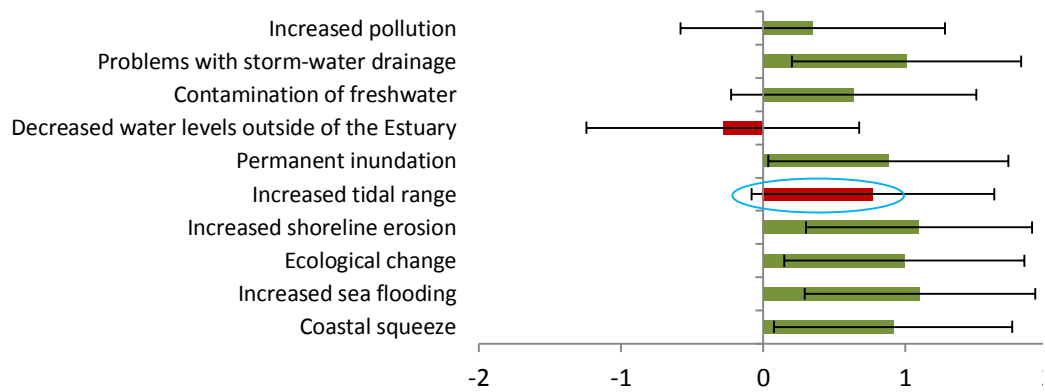 Increased pollution
Problems with storm-water drainage
Contamination of freshwater
Decreased water levels outside of the Estuary
Permanent inundation
Increased tidal range
Increased shoreline erosion
Ecological change
Increased sea flooding
Coastal squeeze
-2 -1 0 1